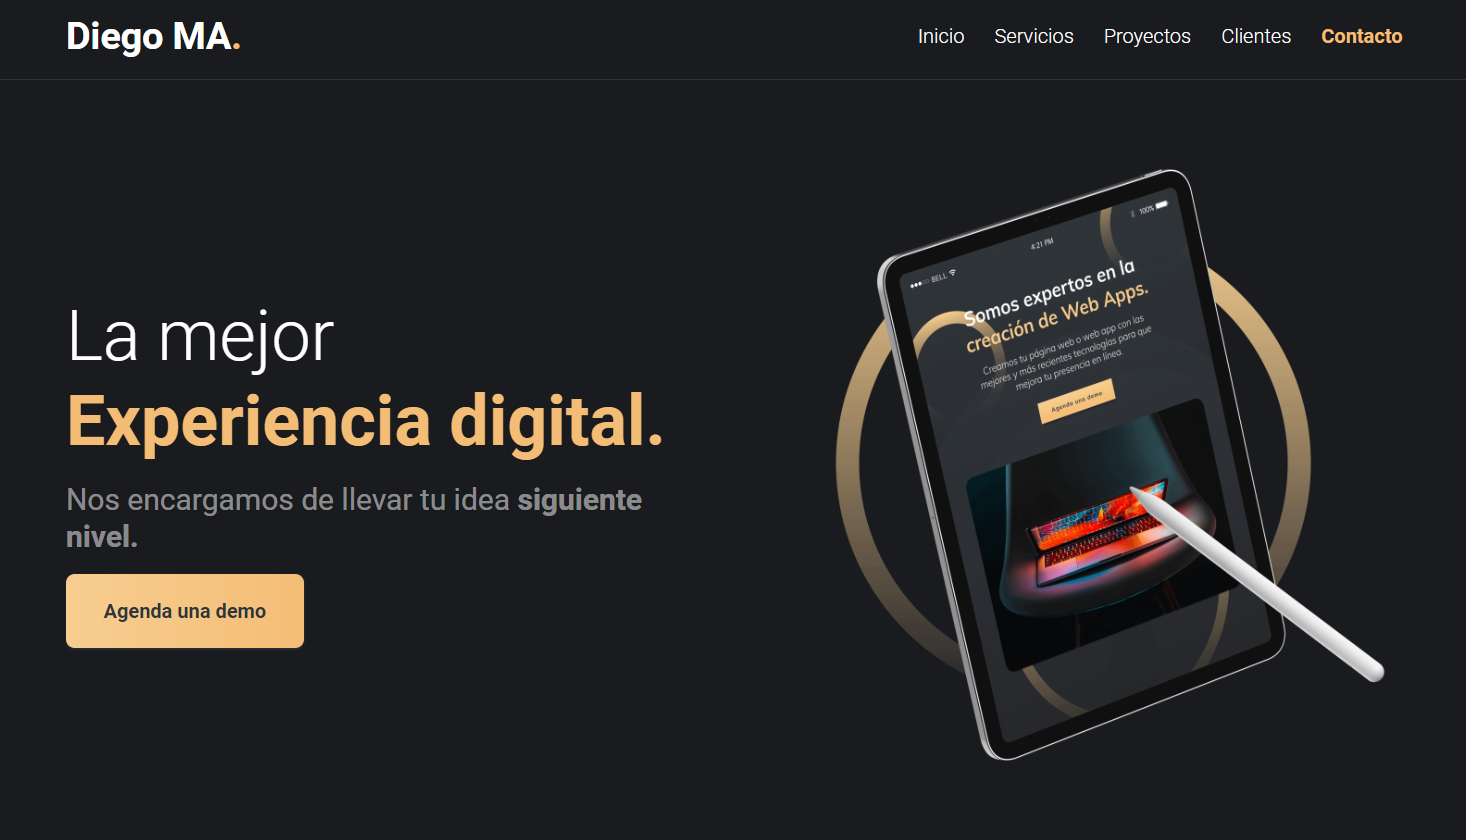 Diego MA.
Inicio
Servicios
Proyectos
Clientes
Contacto
La mejor
Experiencia digital.
Nos encargamos de llevar tu idea siguiente
nivel.
Agenda una demo
BELL
4:21 PM
100%
Somos expertos en la
creación de Web Apps.
Creamos tu página web o web app con las
mejores y más recientes tecnologías para que
mejora tu presencia en línea.
Agenda una demo